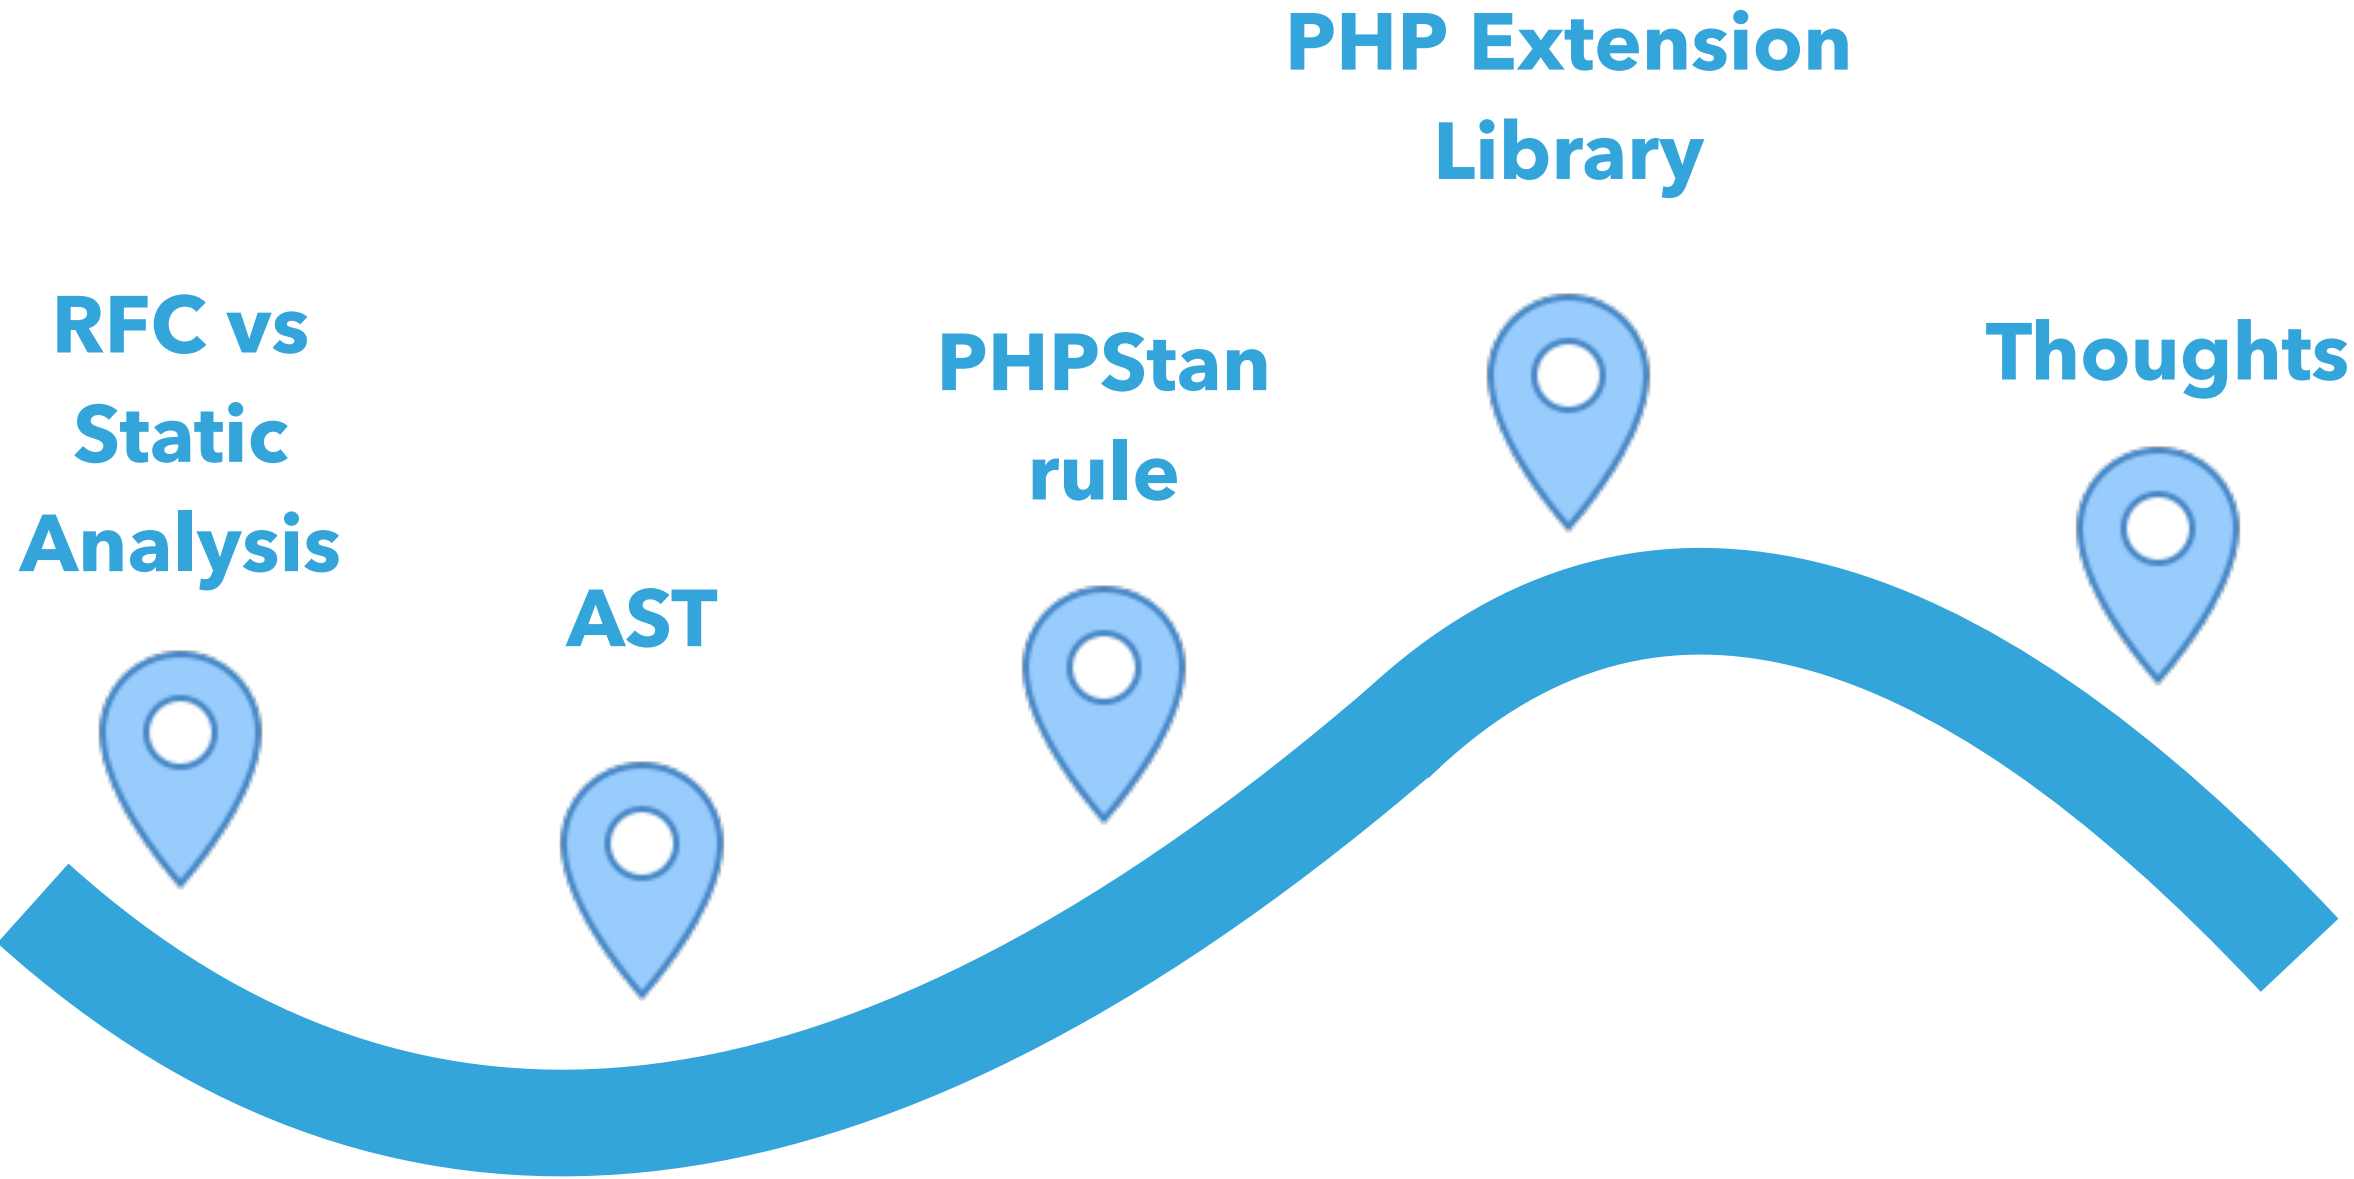 RFC vs
Static
Analysis
AST
PHPStan
rule
PHP Extension
Library
Thoughts